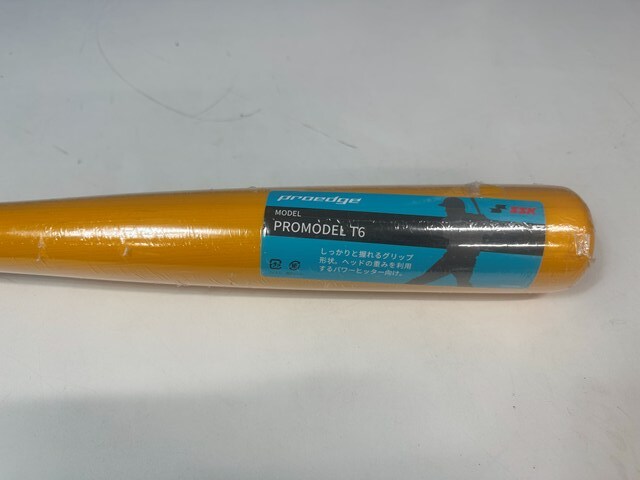 proedge
SSK
MODEL
PROMODEL T6
しっかりと握れるグリップ
形状。ヘッドの重みを利用
するパワーヒッター向け。